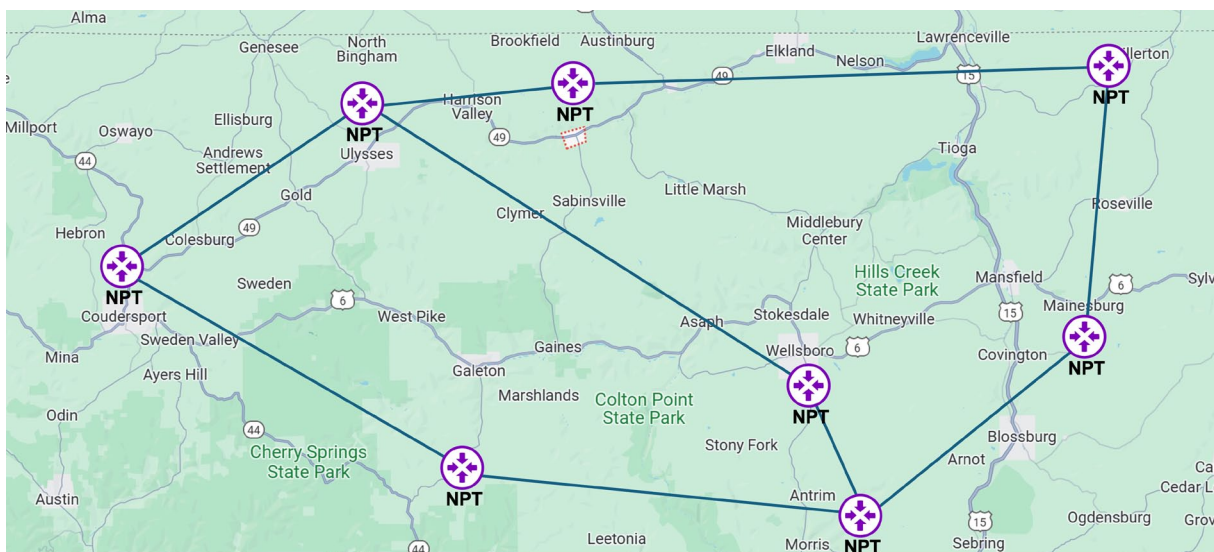 Alma
Genesee
North
Bingham
Brookfield
Austinburg
Elkland
Nelson
Lawrenceville
15
llerton
49
NPT
NPT
NPT
Harrison
Valley
49
Millport
Oswayo
Ellisburg
Ulysses
44
Andrews
Settlement
Tioga
Gold
Little Marsh
Sabinsville
Clymer
Roseville
Middlebury
Center
Hebron
Colesburg
49
NPT
Sweden
Hills Creek
State Park
Mansfield
6
Sylv
Mainesburg
Coudersport
6
West Pike
Asaph
Stokesdale
Whitneyville
15
Mina
Sweden Valley
Gaines
Wellsboro
6
Covington
NPT
Ayers Hill
Galeton
Marshlands
Colton Point
State Park
NPT
Odin
44
Stony Fork
Blossburg
Cherry Springs
State Park
Arnot
Ca
Austin
NPT
Antrim
Cedar L
15
Ogdensburg
Grov
Leetonia
Morris
NPT
Sebring
44